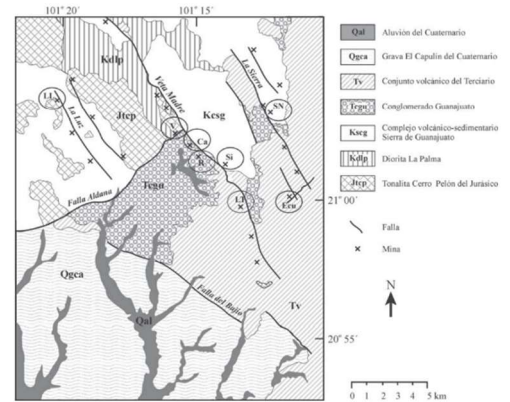 101° 20'
101° 15'
Kdlp
La Sierra
Veta Madre
LL
SN
La Luz
Jtcp
Kcsg
V
Ca
R
Si
Tcgu
LT
Ecu
Falla Aldana
21° 00'
Qgca
Falla del Bajío
Qal
Tv
20° 55'
Qal Aluvión del Cuaternario
Qgca Grava El Capulín del Cuaternario
Tv Conjunto volcánico del Terciario
Tcgu Conglomerado Guanajuato
Kscg Complejo volcánico-sedimentario
Sierra de Guanajuato
Kdlp Diorita La Palma
Jtcp Tonalita Cerro Pelón del Jurásico
Falla
Mina
N
0 1 2 3 4 5 km